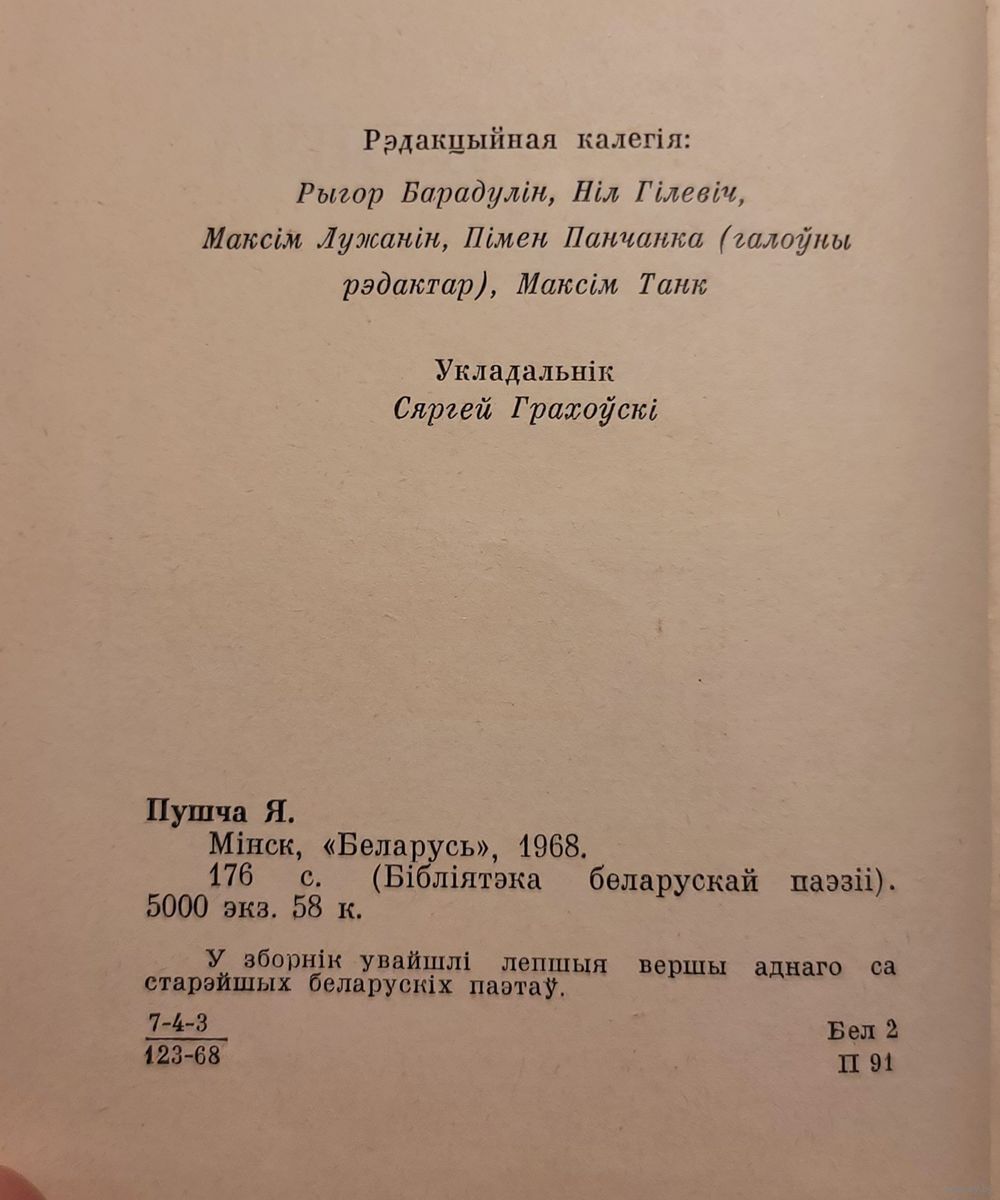 Рэдакцыйная калегія:
Рыгор Барадулін, Ніл Гілевіч,
Максім Лужанін, Пімен Панчанка (галоўны
рэдактар), Максім Танк
Укладальнік
Сяргей Грахоўскі
Пушча Я.
Мінск, «Беларусь», 1968.
176 с. (Бібліятэка беларускай паэзіі).
5000 экз. 58 к.
У зборнік увайшлі лепшыя вершы аднаго са
старэйшых беларускіх паэтаў.
7-4-3
123-68
Бел 2
П 91